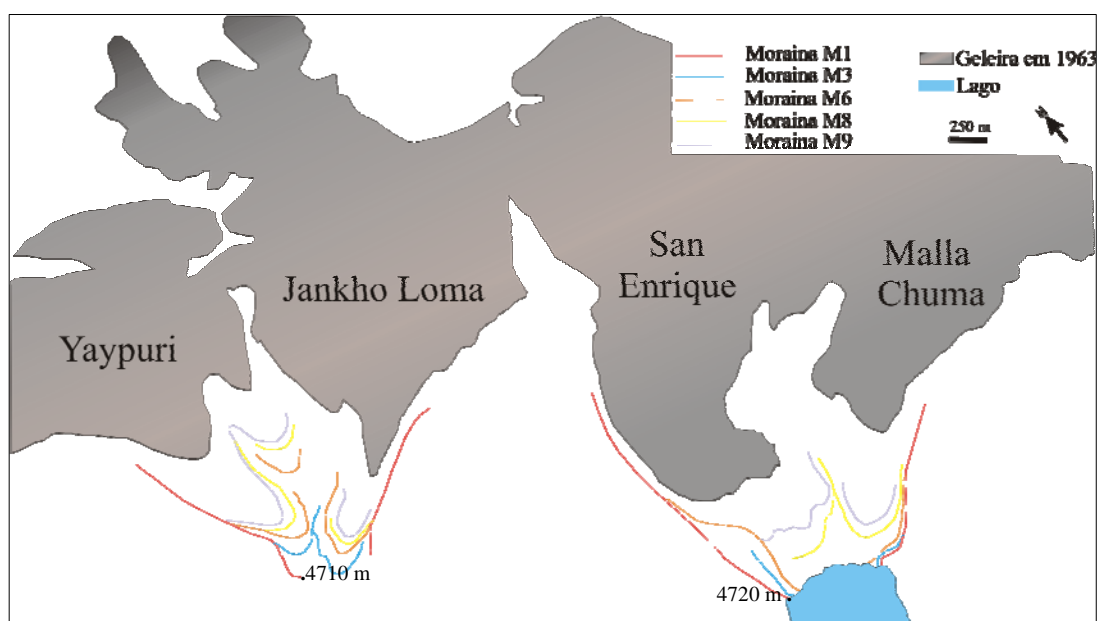 Moraina M1
Moraina M3
Moraina M6
Moraina M8
Moraina M9
Geleira em 1963
Lago
250 m
N
San
Enrique
Malla
Chuma
Jankho Loma
Yaypuri
4710 m
4720 m